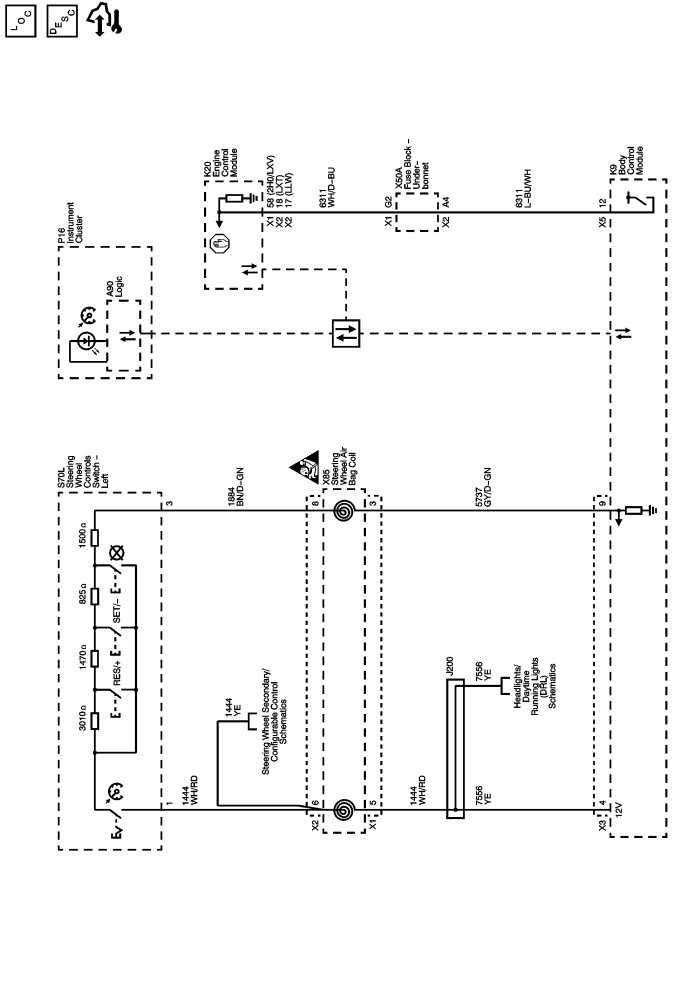 LOC
DESC
K20
Engine
Control
Module
58 (2H0/LXV)
18 (LXT)
17 (LLW)
X1
X2
X2
6311
WH/D-BU
X50A
Fuse Block –
Under-
bonnet
G2
X1
A4
X2
6311
L-BU/WH
K9
Body
Control
Module
12
X5
P16
Instrument
Cluster
A90
Logic
S70L
Steering
Wheel
Controls
Switch –
Left
1500Ω
825Ω
1470Ω
3010Ω
SET/–
RES/+
3
1884
BN/D-GN
8
X85
Steering
Wheel Air
Bag Coil
3
5737
GY/D-GN
9
1
1444
WH/RD
1444
YE
Steering Wheel Secondary/
Configurable Control
Schematics
6
X2
5
X1
1444
WH/RD
J200
7556
YE
Headlights/
Daytime
Running Lights
(DRL)
Schematics
7556
YE
4
X3
12V